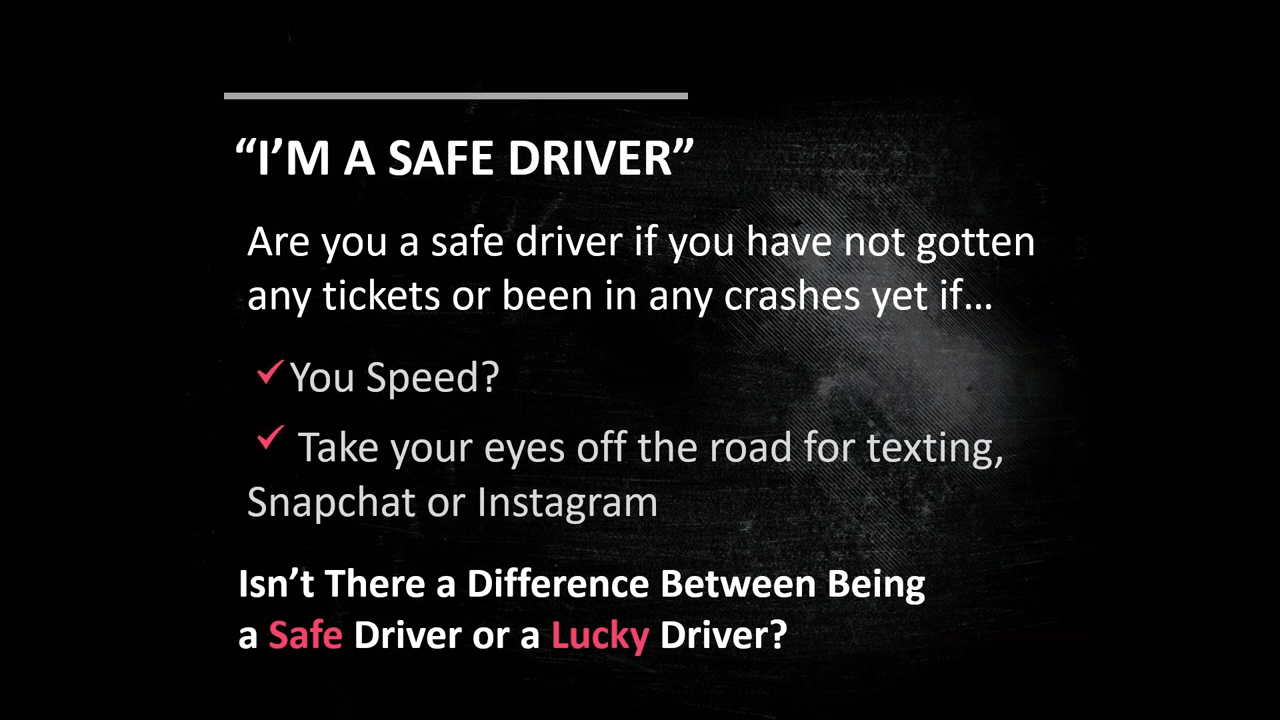 “I’M A SAFE DRIVER”
Are you a safe driver if you have not gotten
any tickets or been in any crashes yet if…
✓You Speed?
✓ Take your eyes off the road for texting,
Snapchat or Instagram
Isn’t There a Difference Between Being
a Safe Driver or a Lucky Driver?